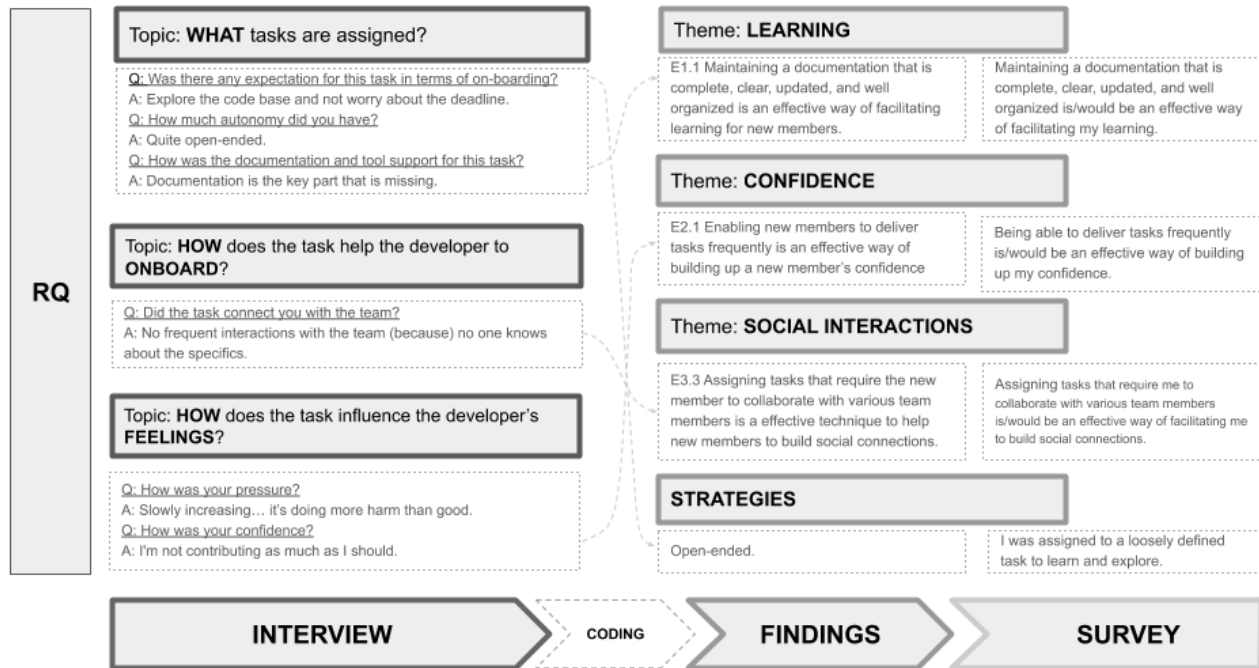 RQ
Topic: WHAT tasks are assigned?
Q: Was there any expectation for this task in terms of on-boarding?
A: Explore the code base and not worry about the deadline.
Q: How much autonomy did you have?
A: Quite open-ended.
Q: How was the documentation and tool support for this task?
A: Documentation is the key part that is missing.
Topic: HOW does the task help the developer to
ONBOARD?
Q: Did the task connect you with the team?
A: No frequent interactions with the team (because) no one knows
about the specifics.
Topic: HOW does the task influence the developer's
FEELINGS?
Q: How was your pressure?
A: Slowly increasing... it's doing more harm than good.
Q: How was your confidence?
A: I'm not contributing as much as I should.
Theme: LEARNING
E1.1 Maintaining a documentation that is
complete, clear, updated, and well
organized is an effective way of facilitating
learning for new members.
Maintaining a documentation that is
complete, clear, updated, and well
organized is/would be an effective way
of facilitating my learning.
Theme: CONFIDENCE
E2.1 Enabling new members to deliver
tasks frequently is an effective way of
building up a new member's confidence
Being able to deliver tasks frequently
is/would be an effective way of building
up my confidence.
Theme: SOCIAL INTERACTIONS
E3.3 Assigning tasks that require the new
member to collaborate with various team
members is a effective technique to help
new members to build social connections.
Assigning tasks that require me to
collaborate with various team members
is/would be an effective way of facilitating me
to build social connections.
STRATEGIES
Open-ended.
I was assigned to a loosely defined
task to learn and explore.
INTERVIEW
CODING
FINDINGS
SURVEY